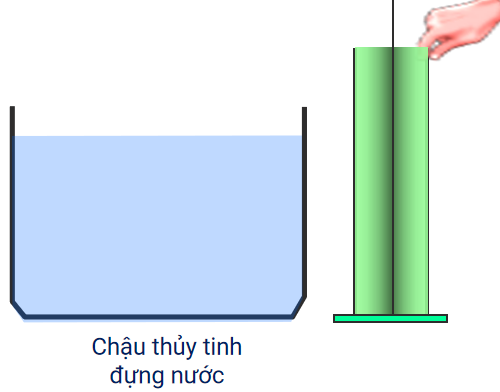 Chậu thủy tinh
đựng nước